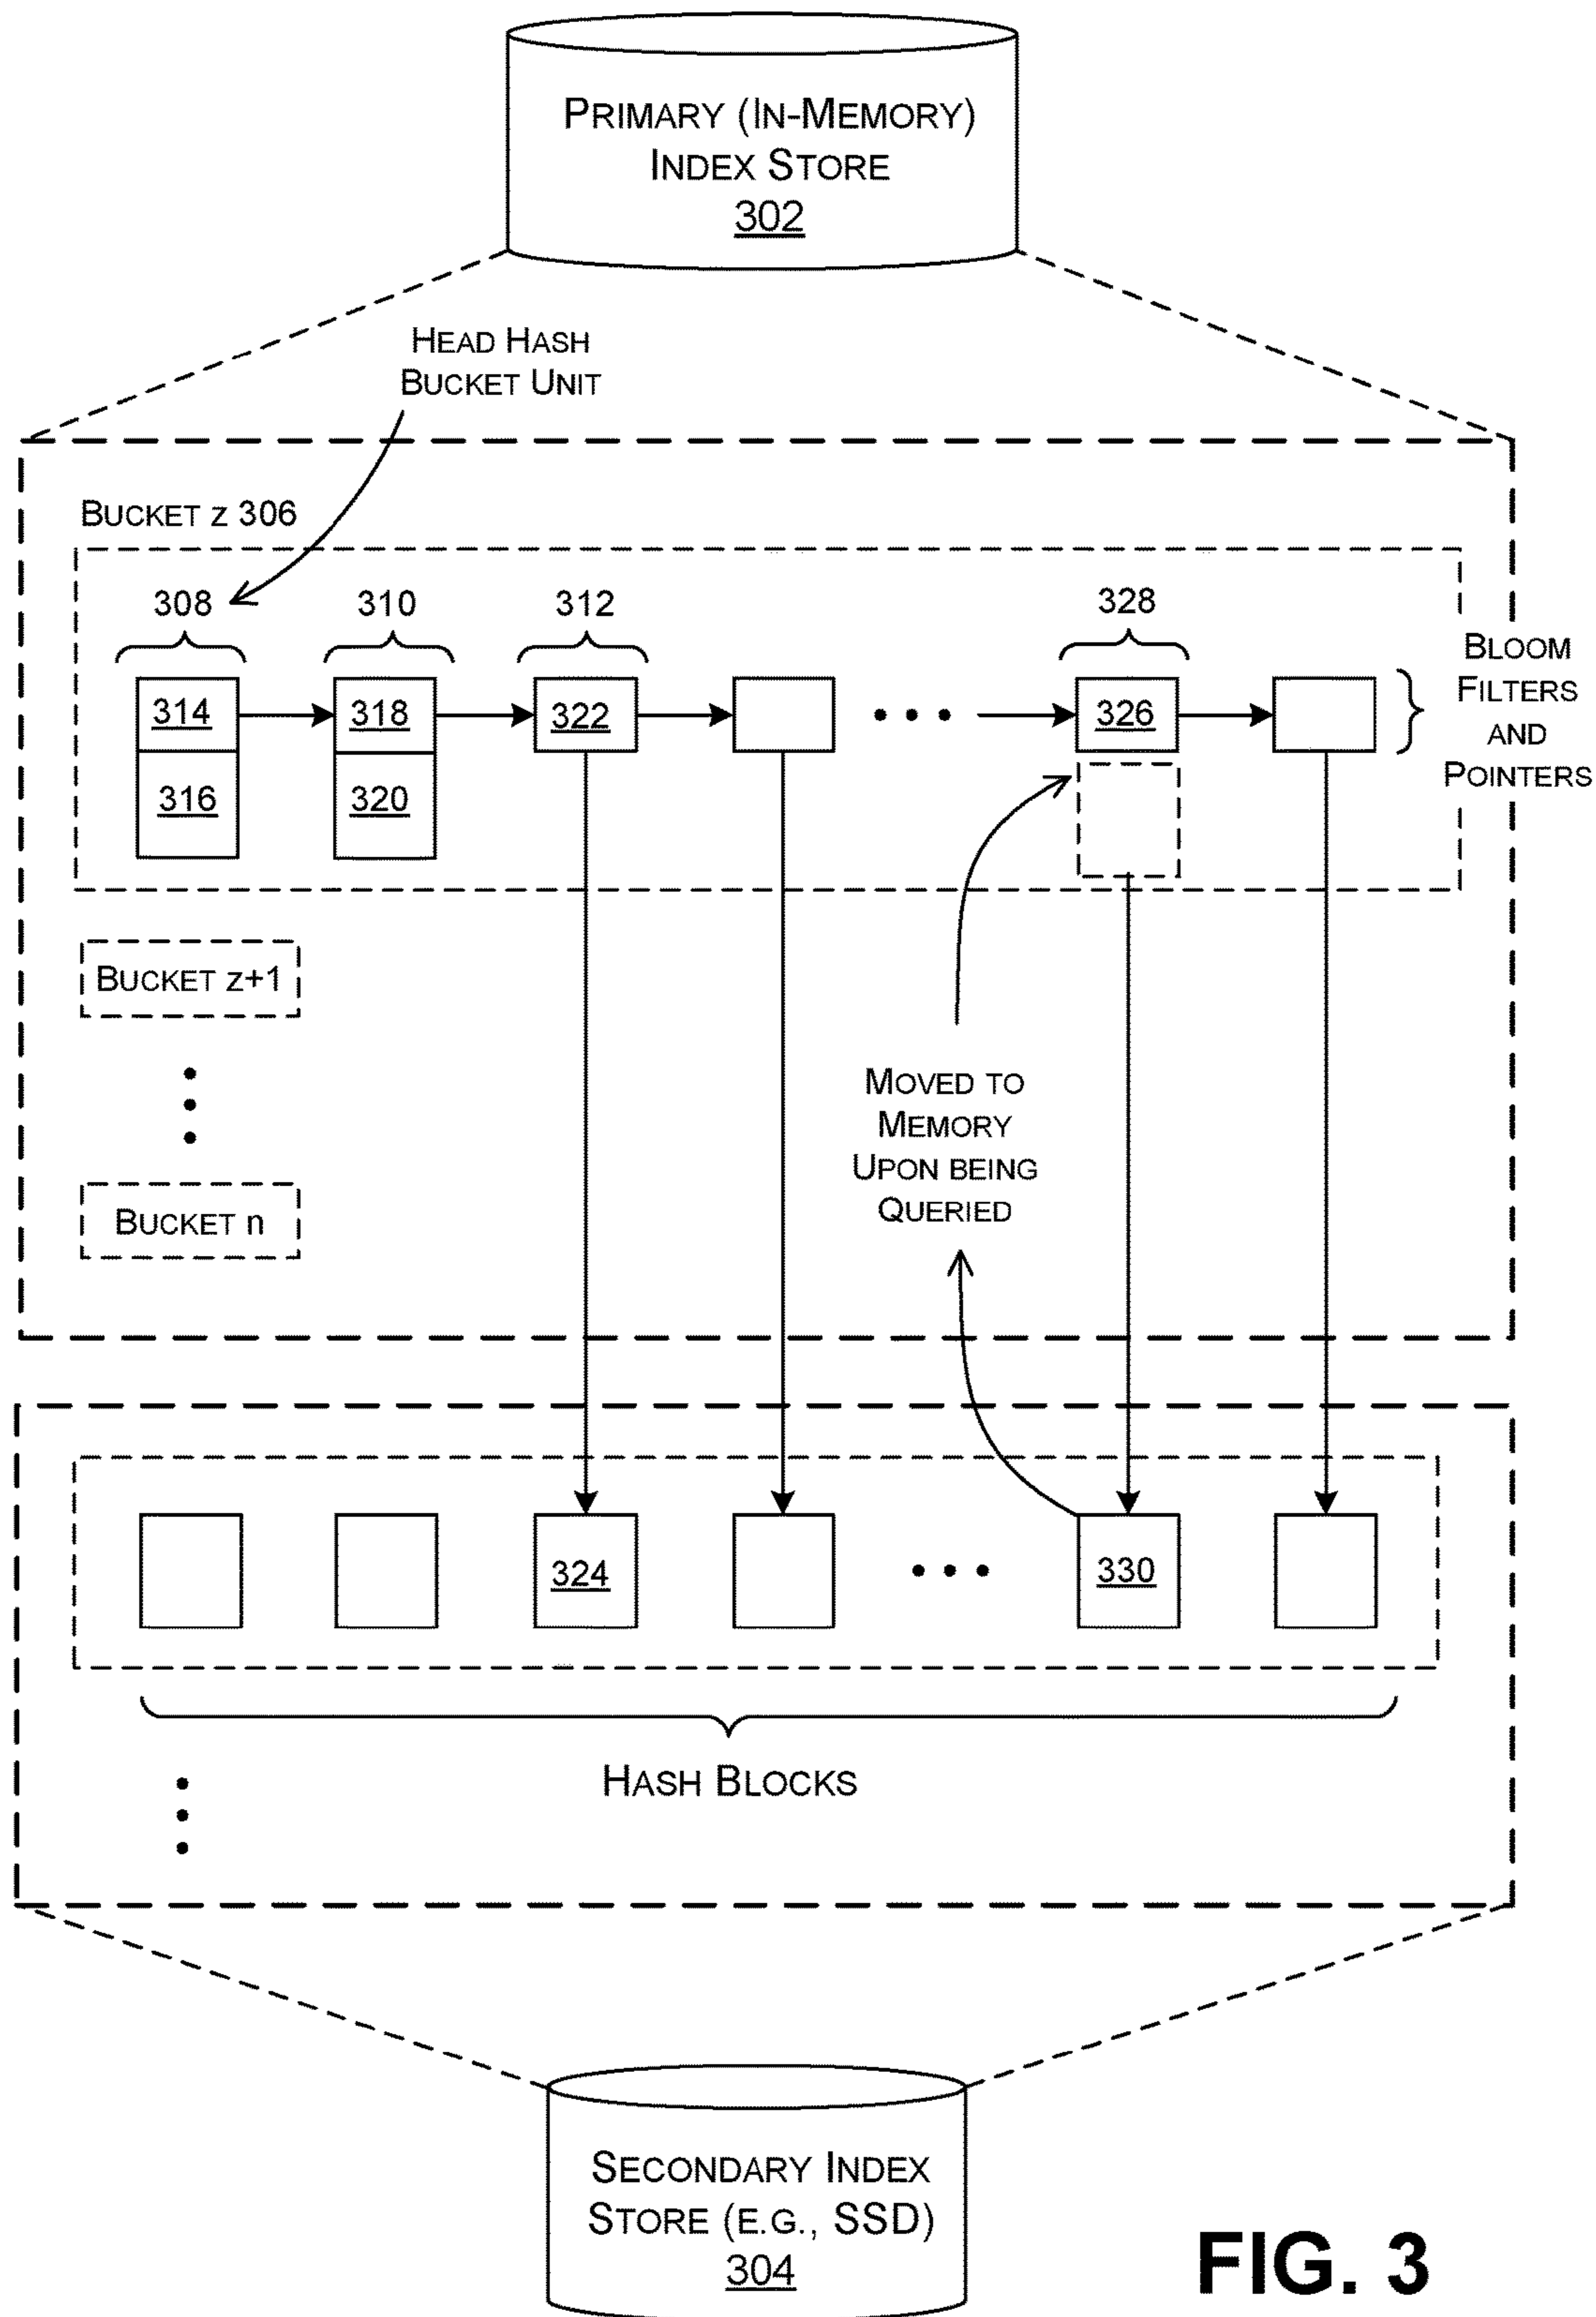 PRIMARY (IN-MEMORY)
INDEX STORE
302
HEAD HASH
BUCKET UNIT
BUCKET z 306
308
310
312
328
314
318
322
326
316
320
BLOOM
FILTERS
AND
POINTERS
BUCKET z+1
BUCKET n
MOVED TO
MEMORY
UPON BEING
QUERIED
324
330
HASH BLOCKS
SECONDARY INDEX
STORE (E.G., SSD)
304
FIG. 3